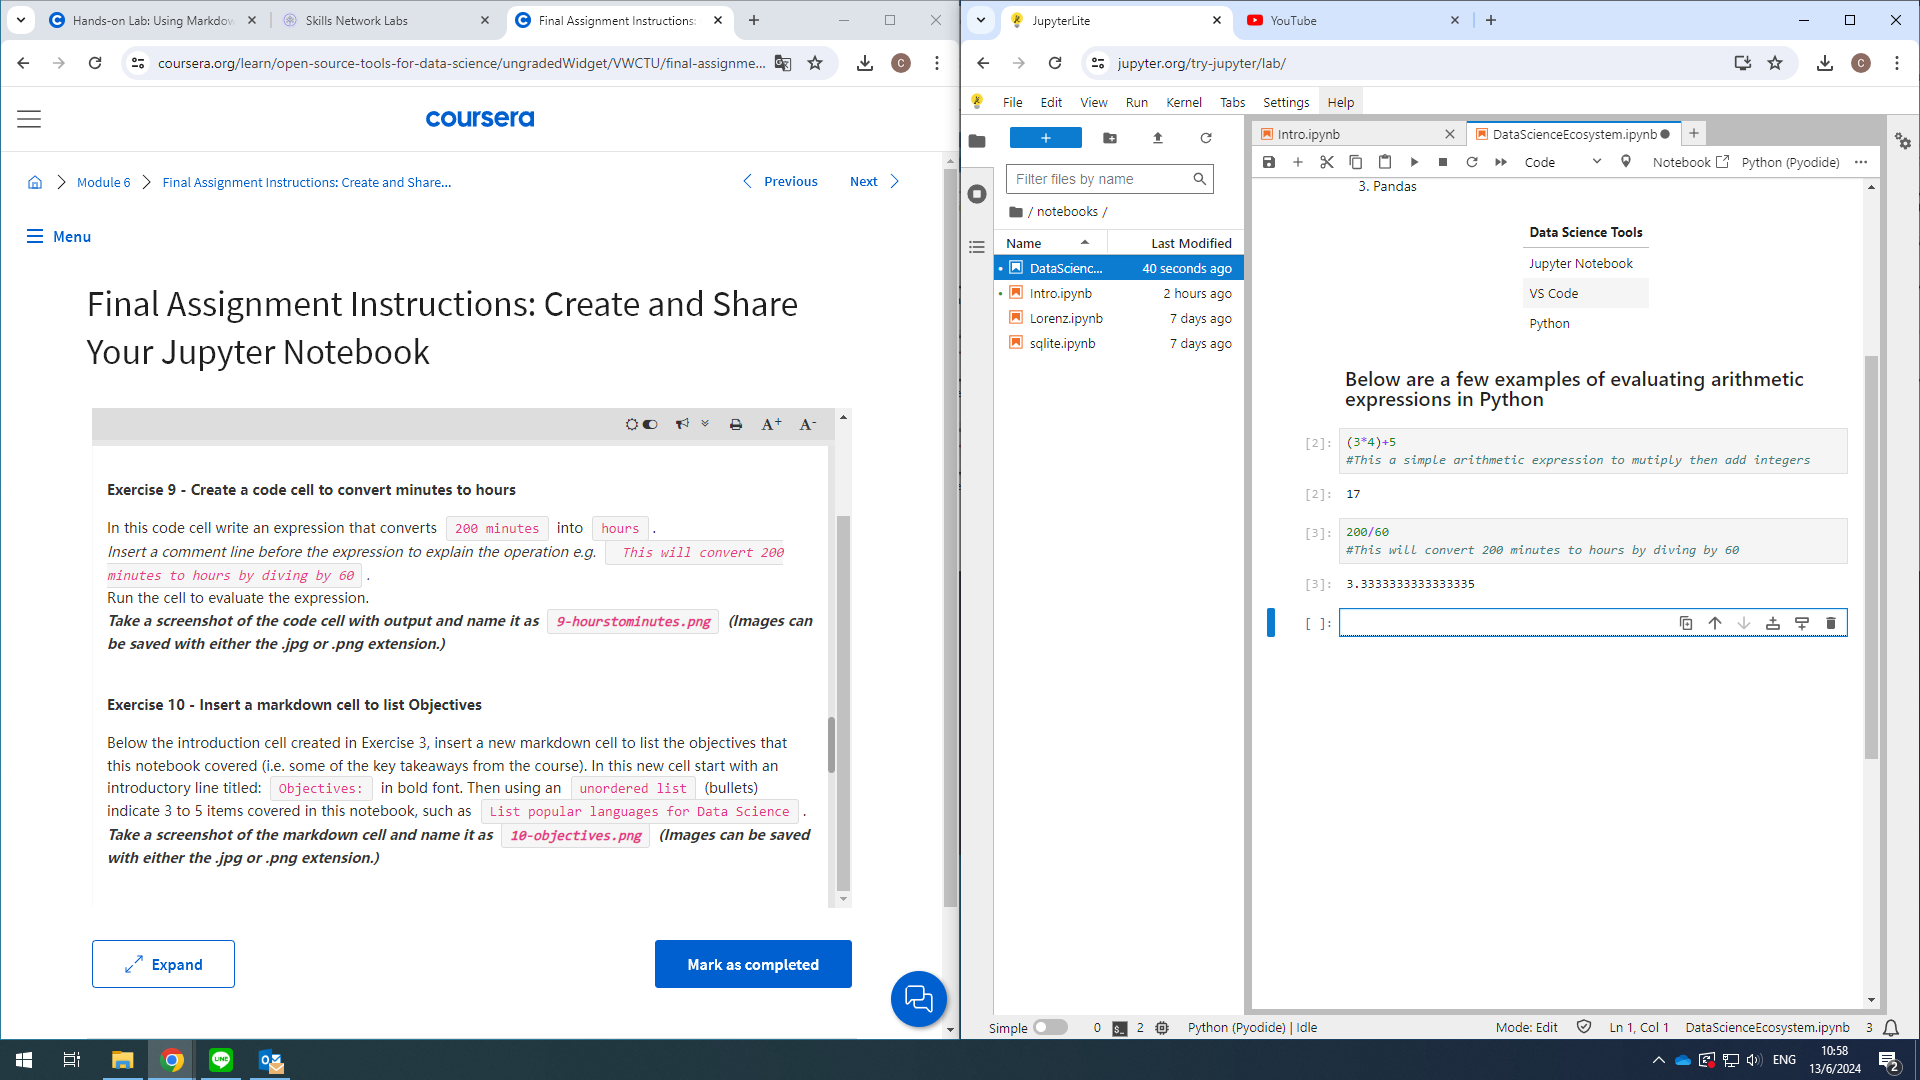 Hands-on Lab: Using Markdow
Skills Network Labs
Final Assignment Instructions:
coursera.org/learn/open-source-tools-for-data-science/ungradedWidget/VWCTU/final-assignme...
C
coursera
Module 6
Final Assignment Instructions: Create and Share...
Previous
Next
Menu
Final Assignment Instructions: Create and Share
Your Jupyter Notebook
A+
A-
Exercise 9 - Create a code cell to convert minutes to hours
In this code cell write an expression that converts 200 minutes into hours .
Insert a comment line before the expression to explain the operation e.g. This will convert 200
minutes to hours by diving by 60 .
Run the cell to evaluate the expression.
Take a screenshot of the code cell with output and name it as 9-hourstominutes.png (Images can
be saved with either the .jpg or .png extension.)
Exercise 10 - Insert a markdown cell to list Objectives
Below the introduction cell created in Exercise 3, insert a new markdown cell to list the objectives that
this notebook covered (i.e. some of the key takeaways from the course). In this new cell start with an
introductory line titled: Objectives: in bold font. Then using an unordered list (bullets)
indicate 3 to 5 items covered in this notebook, such as List popular languages for Data Science .
Take a screenshot of the markdown cell and name it as 10-objectives.png (Images can be saved
with either the .jpg or .png extension.)
Expand
Mark as completed
JupyterLite
YouTube
jupyter.org/try-jupyter/lab/
C
File Edit View Run Kernel Tabs Settings Help
Filter files by name
/ notebooks /
Name Last Modified
DataScienc... 40 seconds ago
Intro.ipynb 2 hours ago
Lorenz.ipynb 7 days ago
sqlite.ipynb 7 days ago
Intro.ipynb
DataScienceEcosystem.ipynb
Code
Notebook
Python (Pyodide)
3. Pandas
Data Science Tools
Jupyter Notebook
VS Code
Python
Below are a few examples of evaluating arithmetic
expressions in Python
[2]: (3*4)+5
#This a simple arithmetic expression to mutiply then add integers
[2]: 17
[3]: 200/60
#This will convert 200 minutes to hours by diving by 60
[3]: 3.3333333333333335
[ ]:
Simple 0 $_ 2 Python (Pyodide) | Idle
Mode: Edit Ln 1, Col 1 DataScienceEcosystem.ipynb 3
LINE
ENG
10:58
13/6/2024
2